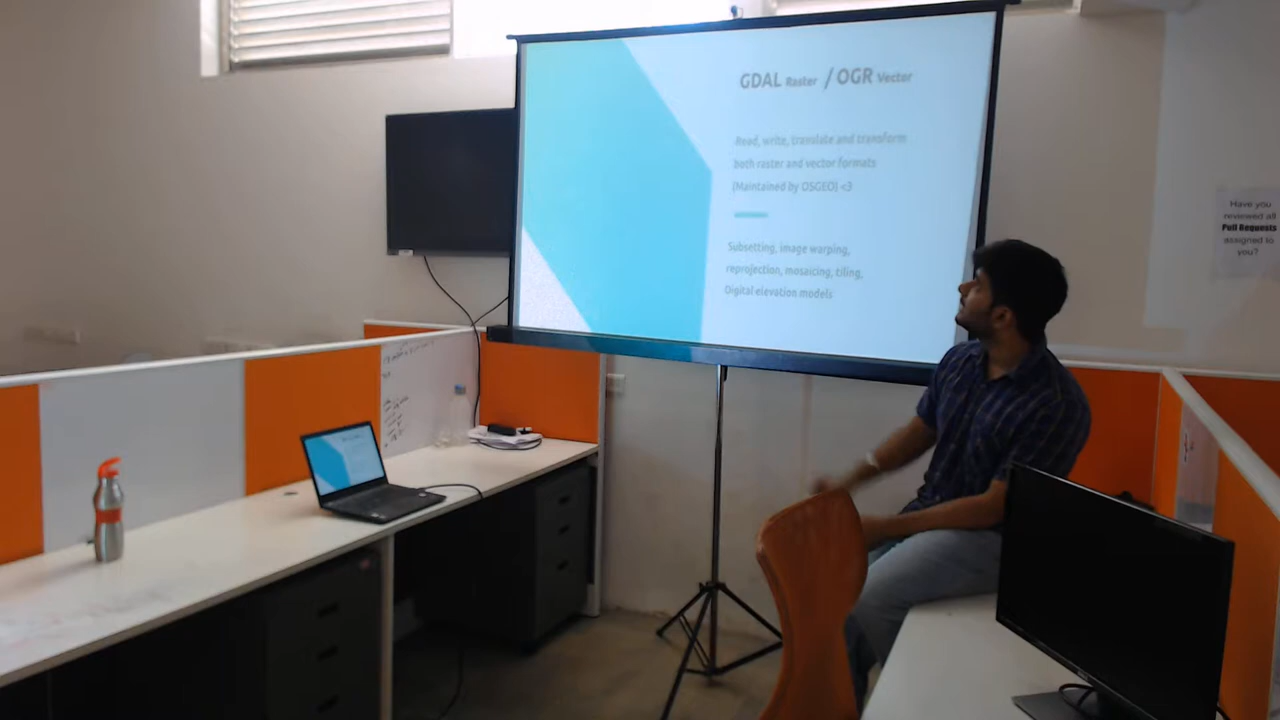 GDAL Raster / OGR Vector
Read, write, translate and transform
both raster and vector formats
(Maintained by OSGEO) <3
Subsetting, image warping,
reprojection, mosaicing, tiling,
Digital elevation models
Have you
reviewed all
Pull Requests
assigned to
you?